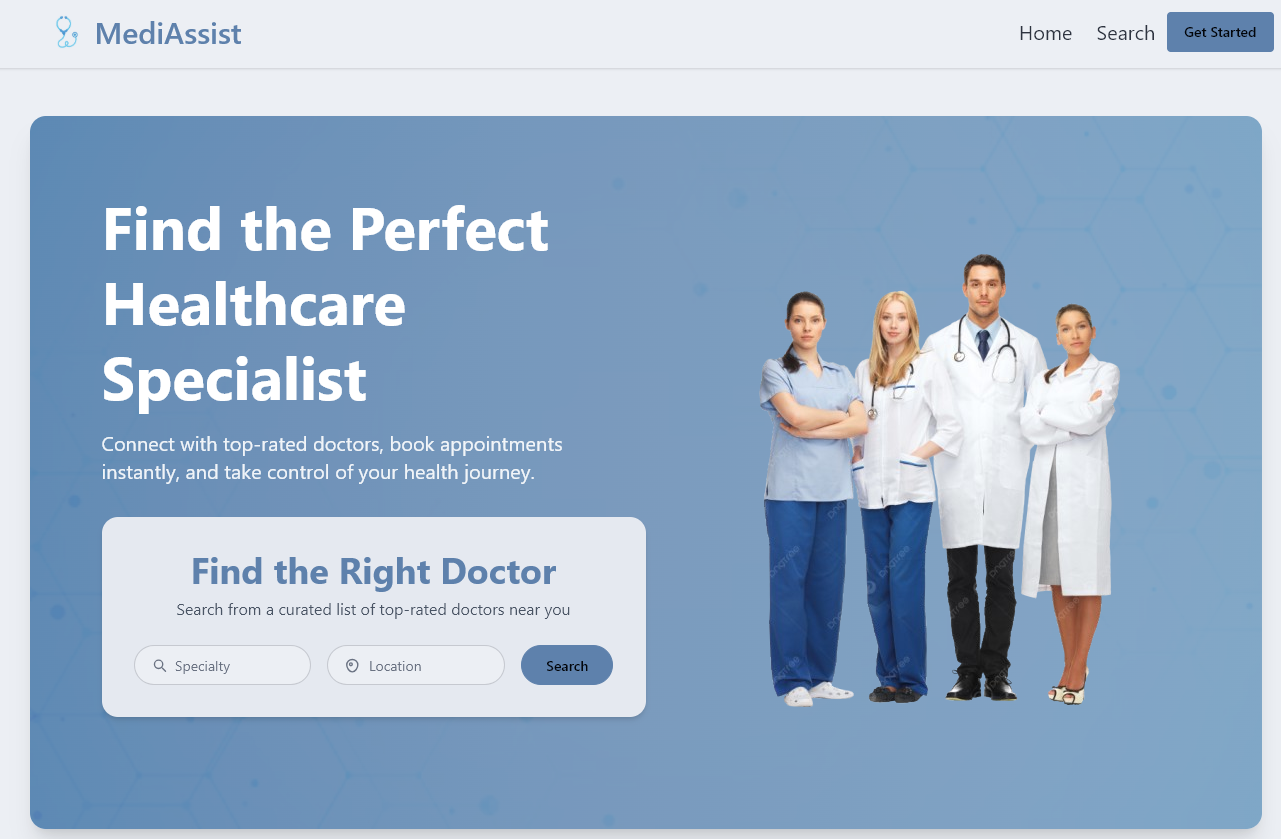 MediAssist
Home
Search
Get Started
Find the Perfect
Healthcare
Specialist
Connect with top-rated doctors, book appointments
instantly, and take control of your health journey.
Find the Right Doctor
Search from a curated list of top-rated doctors near you
Specialty
Location
Search